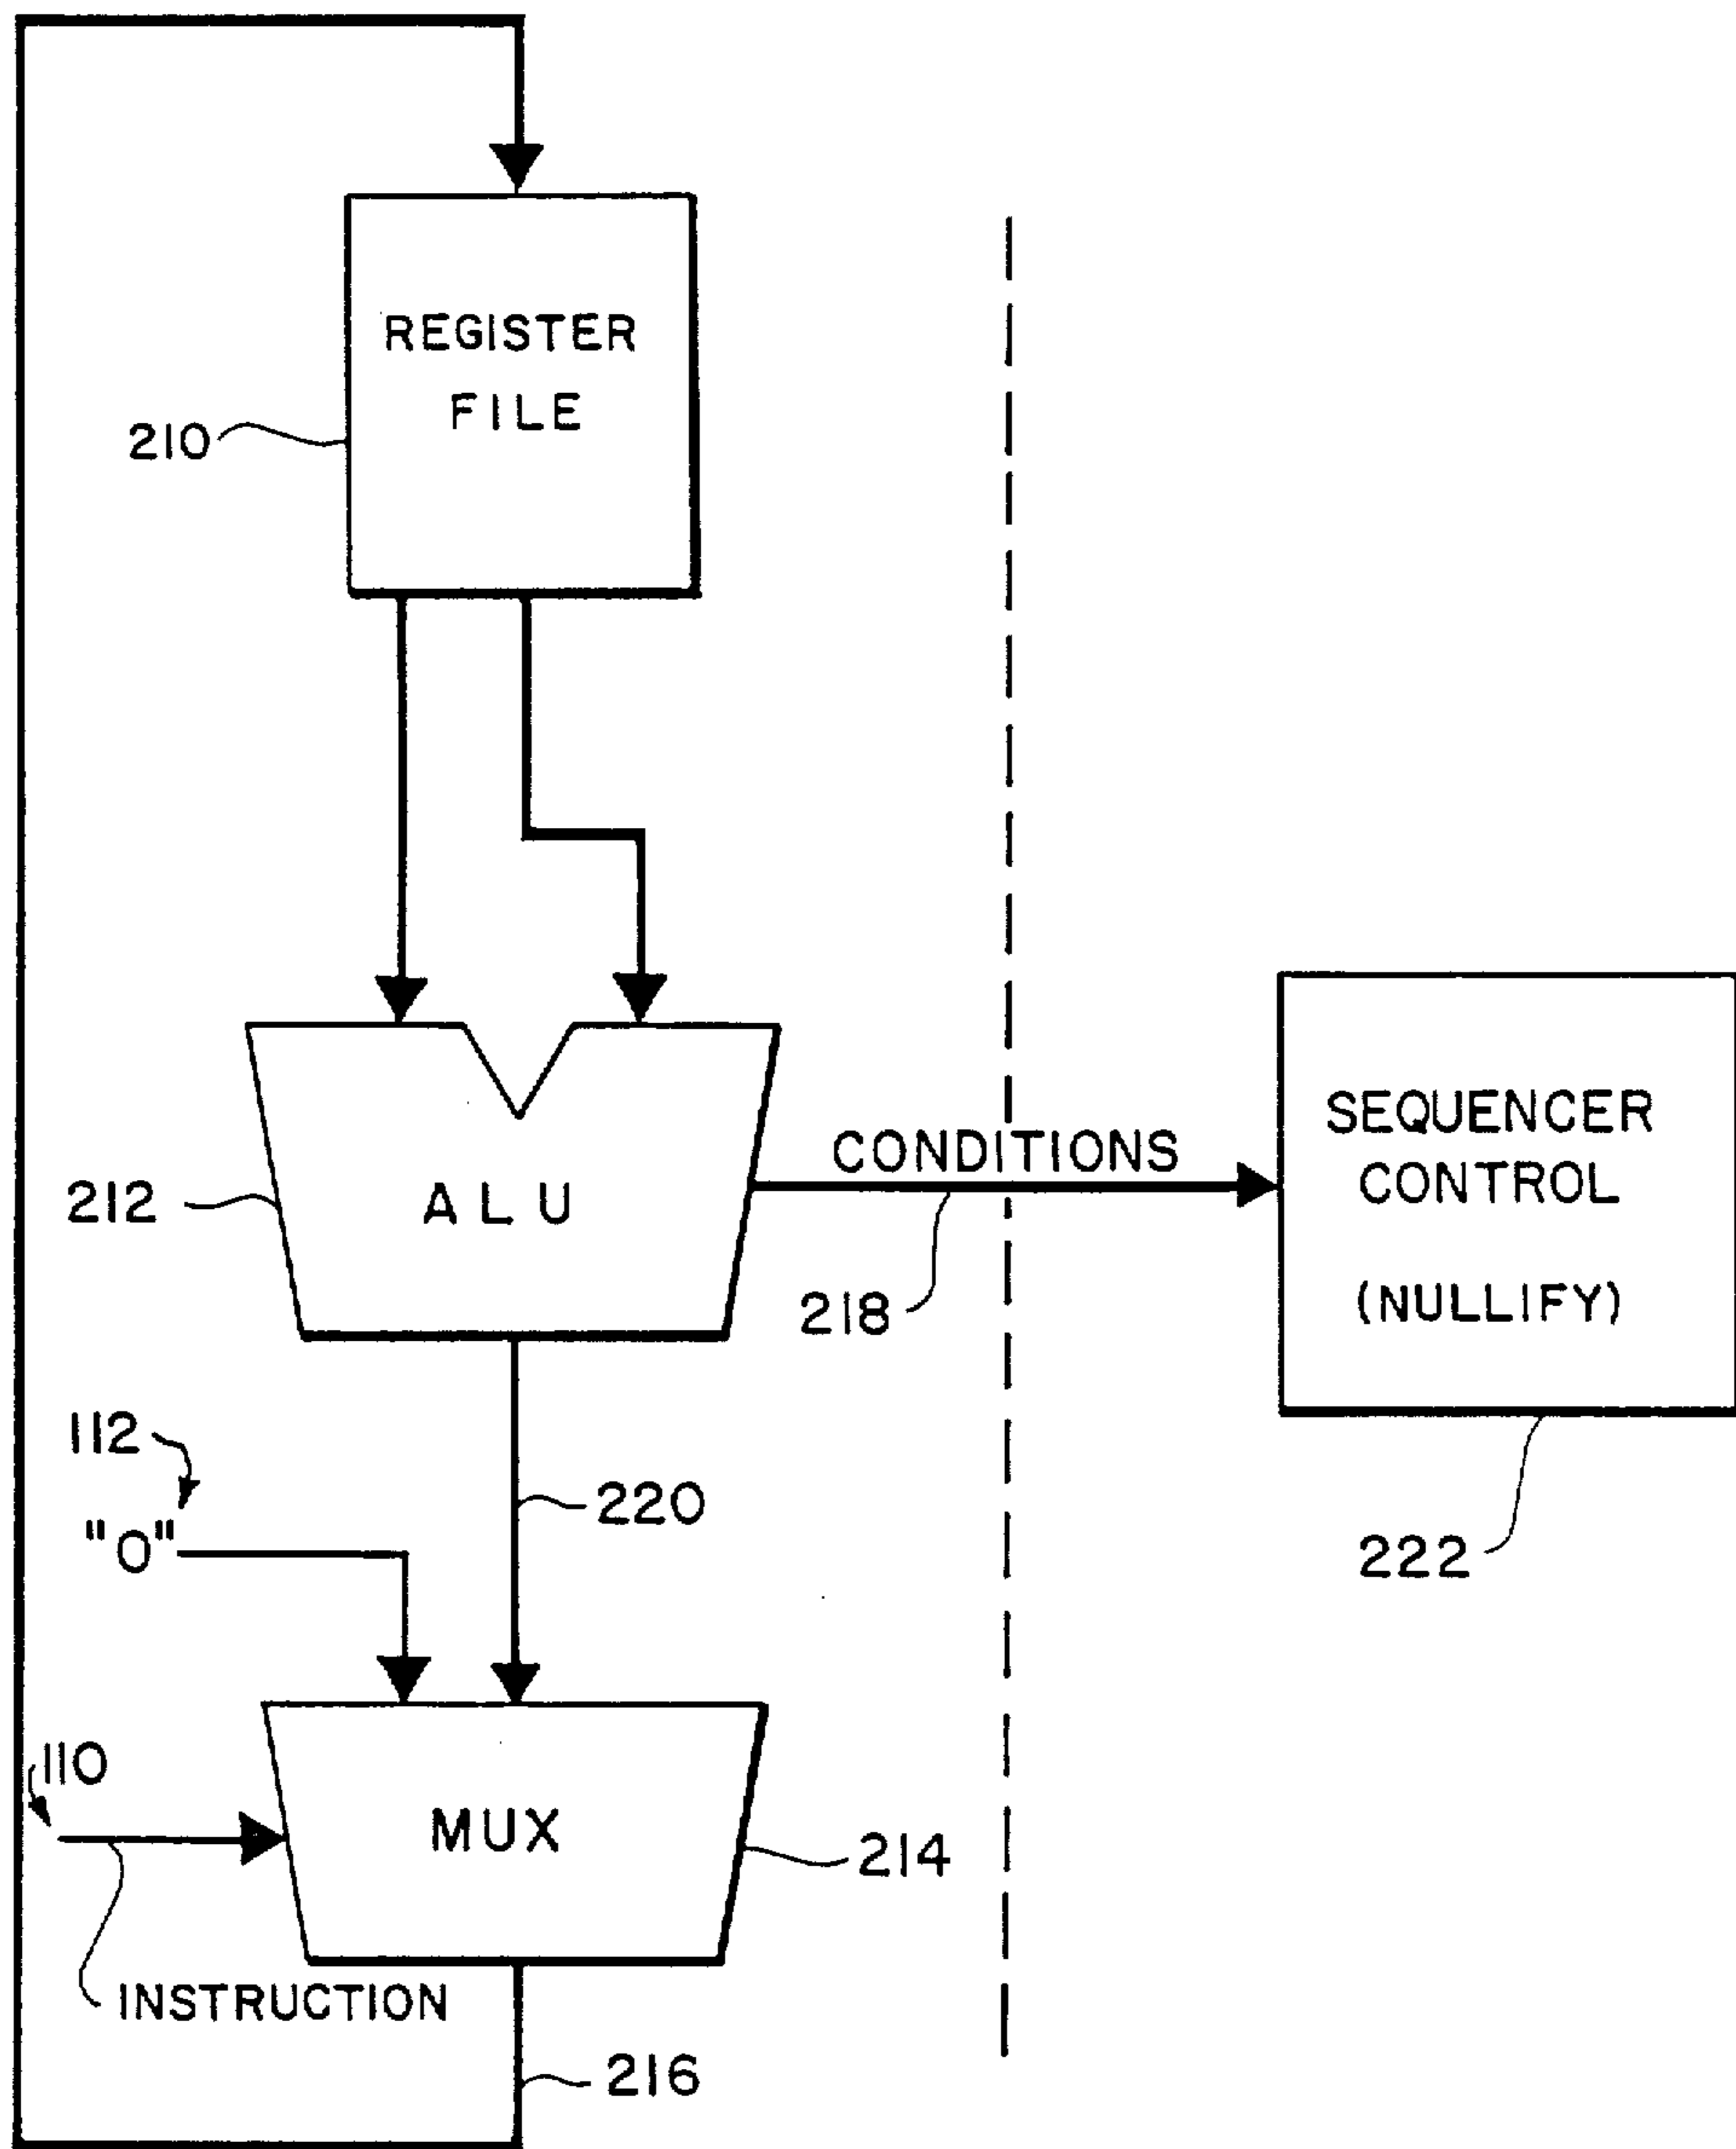 REGISTER
FILE
210
SEQUENCER
CONTROL
(NULLIFY)
CONDITIONS
212
ALU
218
112
"0"
220
222
110
MUX
214
INSTRUCTION
216